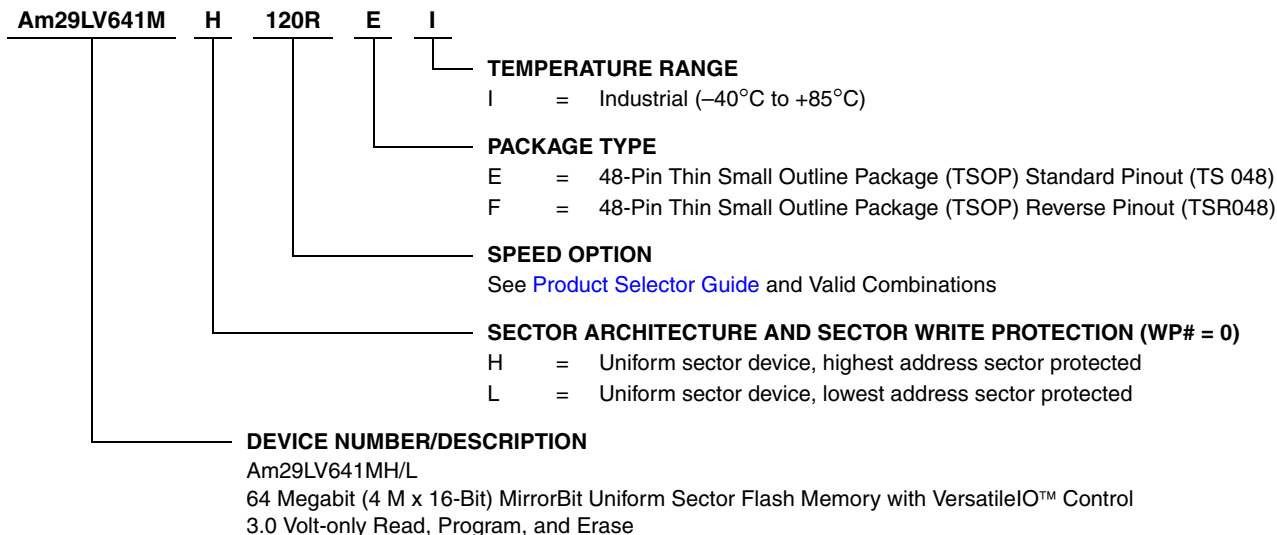 Am29LV641M H 120R E I
TEMPERATURE RANGE
I = Industrial (–40°C to +85°C)
PACKAGE TYPE
E = 48-Pin Thin Small Outline Package (TSOP) Standard Pinout (TS 048)
F = 48-Pin Thin Small Outline Package (TSOP) Reverse Pinout (TSR048)
SPEED OPTION
See Product Selector Guide and Valid Combinations
SECTOR ARCHITECTURE AND SECTOR WRITE PROTECTION (WP# = 0)
H = Uniform sector device, highest address sector protected
L = Uniform sector device, lowest address sector protected
DEVICE NUMBER/DESCRIPTION
Am29LV641MH/L
64 Megabit (4 M x 16-Bit) MirrorBit Uniform Sector Flash Memory with VersatileIO™ Control
3.0 Volt-only Read, Program, and Erase